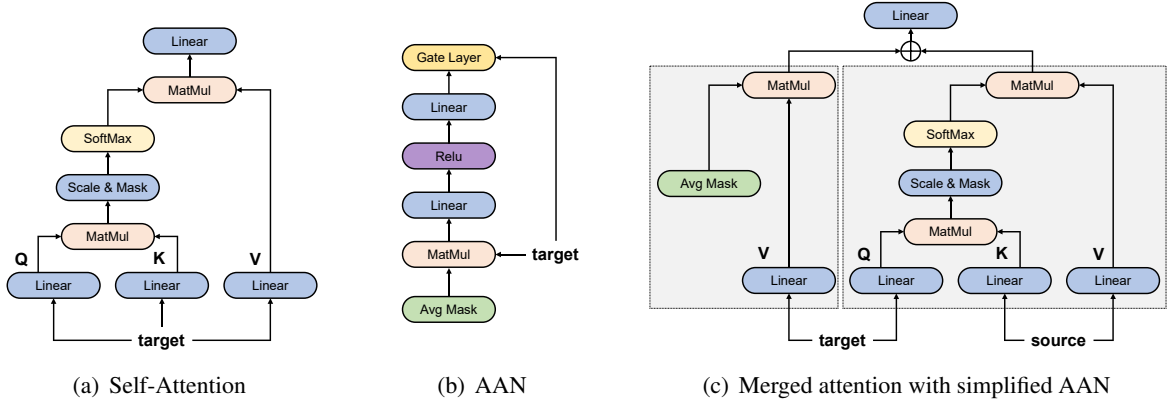 Linear
MatMul
SoftMax
Scale & Mask
MatMul
Q K V
Linear Linear Linear
target
(a) Self-Attention
Gate Layer
Linear
Relu
Linear
MatMul target
Avg Mask
(b) AAN
Linear
MatMul MatMul
SoftMax
Avg Mask Scale & Mask
MatMul
V Q K V
Linear Linear Linear Linear
target source
(c) Merged attention with simplified AAN